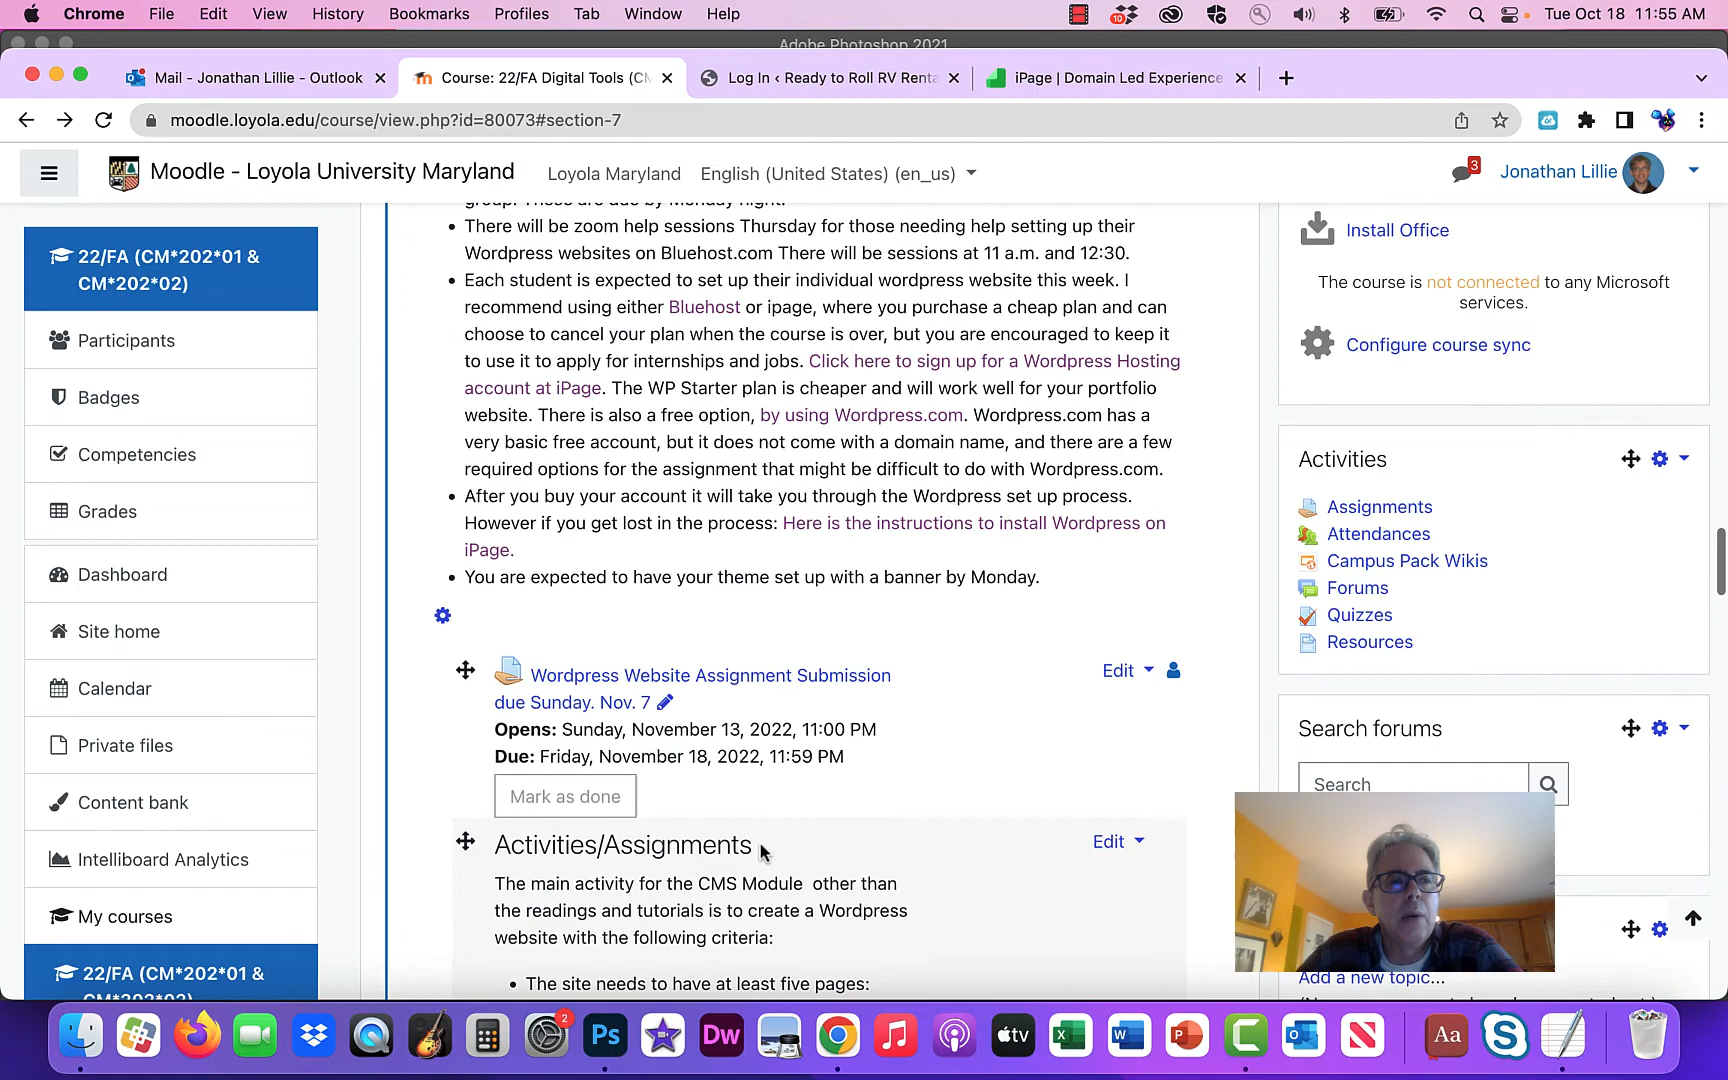 Chrome File Edit View History Bookmarks Profiles Tab Window Help 10 Tue Oct 18 11:55 AM
Adobe Photoshop 2021
Mail - Jonathan Lillie - Outlook Course: 22/FA Digital Tools (CM Log In ‹ Ready to Roll RV Renta iPage | Domain Led Experience
moodle.loyola.edu/course/view.php?id=80073#section-7
Moodle - Loyola University Maryland Loyola Maryland English (United States) (en_us) 3 Jonathan Lillie
group. These are due by Monday night.
There will be zoom help sessions Thursday for those needing help setting up their
Wordpress websites on Bluehost.com There will be sessions at 11 a.m. and 12:30.
Each student is expected to set up their individual wordpress website this week. I
recommend using either Bluehost or ipage, where you purchase a cheap plan and can
choose to cancel your plan when the course is over, but you are encouraged to keep it
to use it to apply for internships and jobs. Click here to sign up for a Wordpress Hosting
account at iPage. The WP Starter plan is cheaper and will work well for your portfolio
website. There is also a free option, by using Wordpress.com. Wordpress.com has a
very basic free account, but it does not come with a domain name, and there are a few
required options for the assignment that might be difficult to do with Wordpress.com.
After you buy your account it will take you through the Wordpress set up process.
However if you get lost in the process: Here is the instructions to install Wordpress on
iPage.
You are expected to have your theme set up with a banner by Monday.
Wordpress Website Assignment Submission
due Sunday. Nov. 7
Edit
Opens: Sunday, November 13, 2022, 11:00 PM
Due: Friday, November 18, 2022, 11:59 PM
Mark as done
Activities/Assignments
Edit
The main activity for the CMS Module other than
the readings and tutorials is to create a Wordpress
website with the following criteria:
The site needs to have at least five pages:
22/FA (CM*202*01 &
CM*202*02)
Participants
Badges
Competencies
Grades
Dashboard
Site home
Calendar
Private files
Content bank
Intelliboard Analytics
My courses
22/FA (CM*202*01 &
CM*202*02)
Install Office
The course is not connected to any Microsoft
services.
Configure course sync
Activities
Assignments
Attendances
Campus Pack Wikis
Forums
Quizzes
Resources
Search forums
Search
Add a new topic...
2 Ps Dw tv Aa